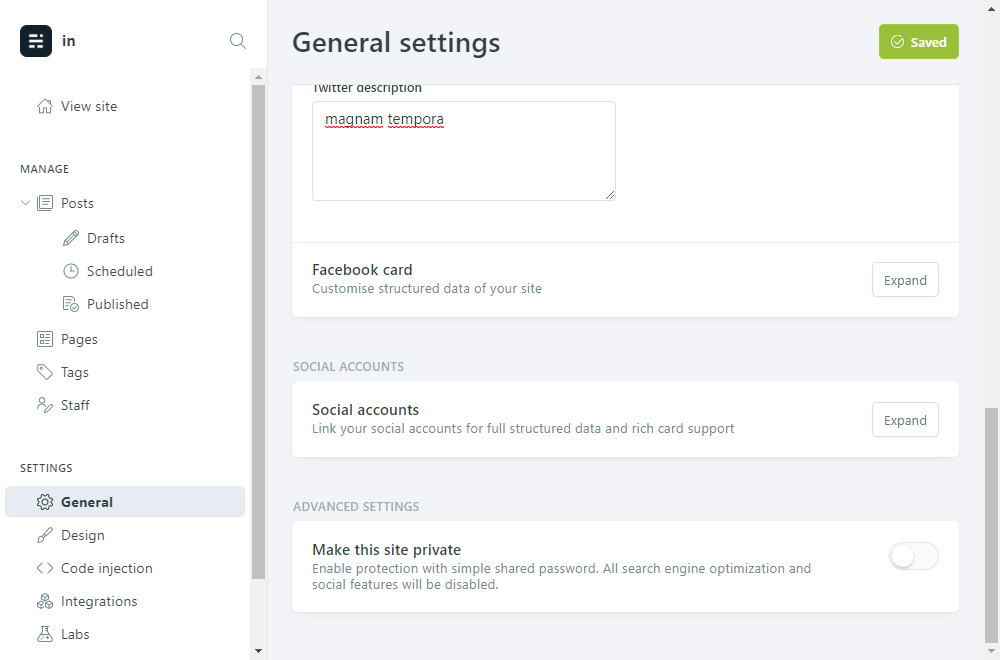 in
View site
MANAGE
Posts
Drafts
Scheduled
Published
Pages
Tags
Staff
SETTINGS
General
Design
Code injection
Integrations
Labs
General settings
Saved
Twitter description
magnam tempora
Facebook card
Customise structured data of your site
Expand
SOCIAL ACCOUNTS
Social accounts
Link your social accounts for full structured data and rich card support
Expand
ADVANCED SETTINGS
Make this site private
Enable protection with simple shared password. All search engine optimization and
social features will be disabled.